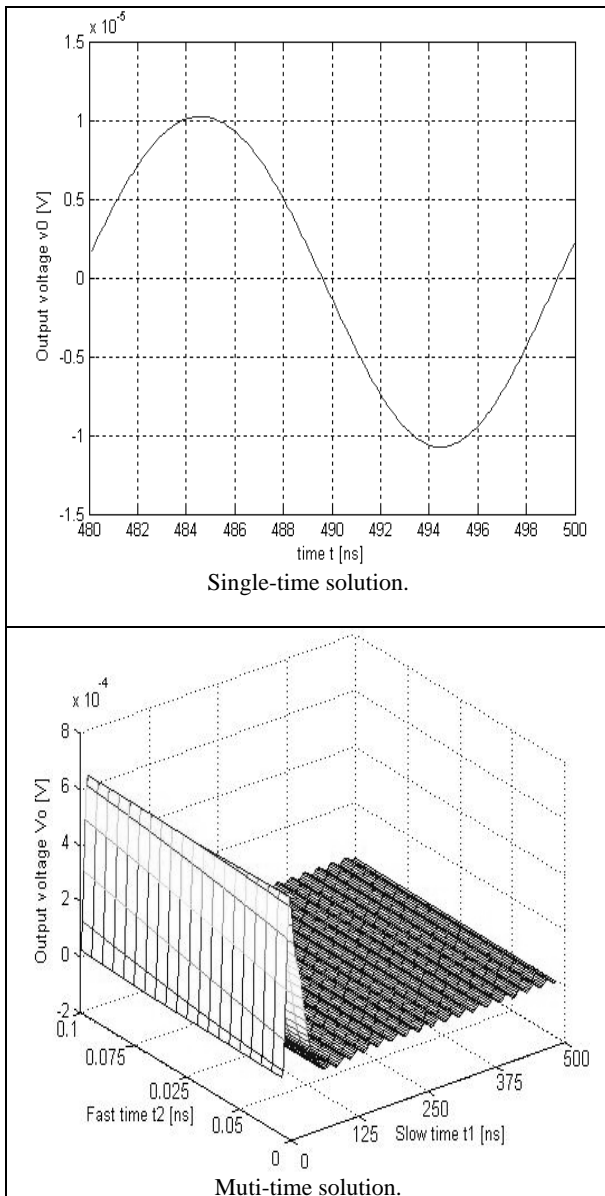 x 10^-5
1.5
1
0.5
0
-0.5
-1
-1.5
Output voltage v0 [V]
480 482 484 486 488 490 492 494 496 498 500
time t [ns]
Single-time solution.
x 10^-4
8
6
4
2
0
-2
Output voltage Vo [V]
0.1
0.075
0.025
0.05
0
Fast time t2 [ns]
0
125
250
375
500
Slow time t1 [ns]
Muti-time solution.